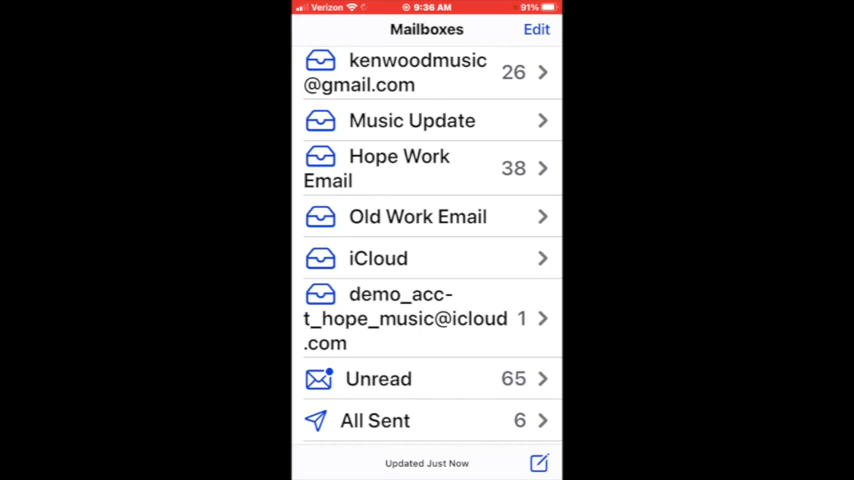 Verizon 9:36 AM 91%
Mailboxes Edit
kenwoodmusic
@gmail.com 26
Music Update
Hope Work
Email 38
Old Work Email
iCloud
demo_acc-
t_hope_music@icloud 1
.com
Unread 65
All Sent 6
Updated Just Now